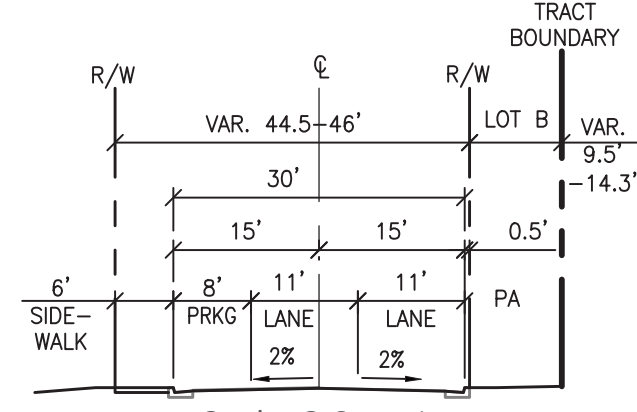 TRACT
BOUNDARY
R/W
℄
R/W
VAR. 44.5-46'
LOT B
VAR.
9.5'
-14.3'
30'
15'
15'
0.5'
6'
8'
11'
11'
PA
SIDE-
WALK
PRKG
LANE
LANE
2%
2%